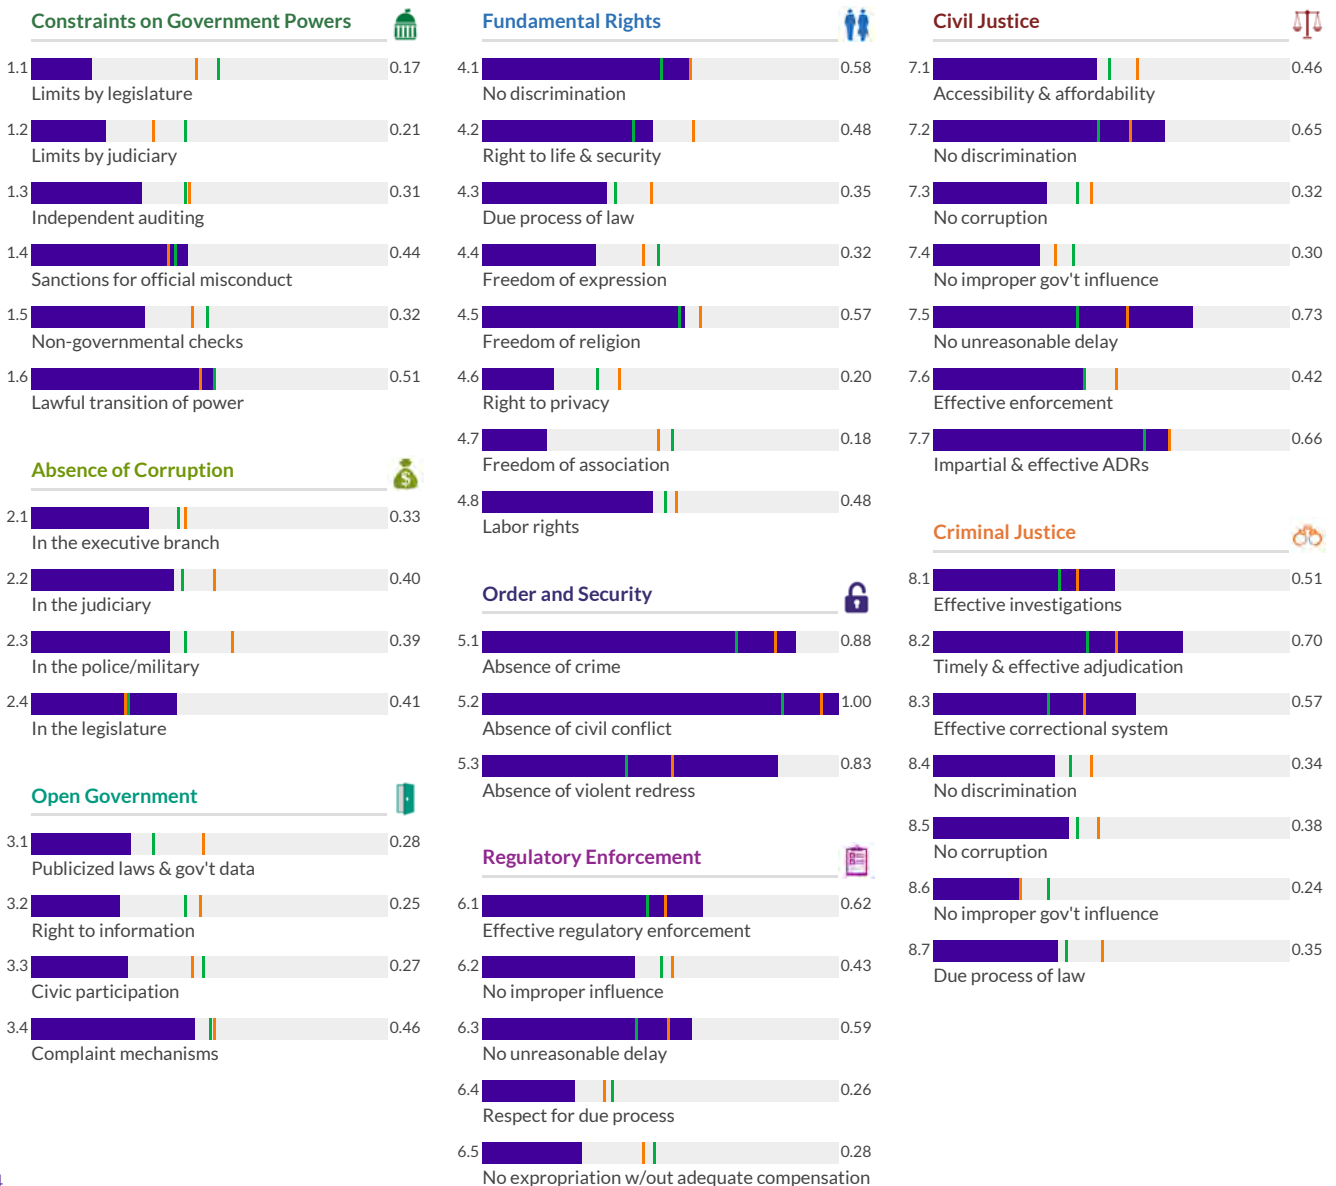 Constraints on Government Powers
1.1 0.17
Limits by legislature
1.2 0.21
Limits by judiciary
1.3 0.31
Independent auditing
1.4 0.44
Sanctions for official misconduct
1.5 0.32
Non-governmental checks
1.6 0.51
Lawful transition of power
Absence of Corruption
2.1 0.33
In the executive branch
2.2 0.40
In the judiciary
2.3 0.39
In the police/military
2.4 0.41
In the legislature
Open Government
3.1 0.28
Publicized laws & gov't data
3.2 0.25
Right to information
3.3 0.27
Civic participation
3.4 0.46
Complaint mechanisms
Fundamental Rights
4.1 0.58
No discrimination
4.2 0.48
Right to life & security
4.3 0.35
Due process of law
4.4 0.32
Freedom of expression
4.5 0.57
Freedom of religion
4.6 0.20
Right to privacy
4.7 0.18
Freedom of association
4.8 0.48
Labor rights
Order and Security
5.1 0.88
Absence of crime
5.2 1.00
Absence of civil conflict
5.3 0.83
Absence of violent redress
Regulatory Enforcement
6.1 0.62
Effective regulatory enforcement
6.2 0.43
No improper influence
6.3 0.59
No unreasonable delay
6.4 0.26
Respect for due process
6.5 0.28
No expropriation w/out adequate compensation
Civil Justice
7.1 0.46
Accessibility & affordability
7.2 0.65
No discrimination
7.3 0.32
No corruption
7.4 0.30
No improper gov't influence
7.5 0.73
No unreasonable delay
7.6 0.42
Effective enforcement
7.7 0.66
Impartial & effective ADRs
Criminal Justice
8.1 0.51
Effective investigations
8.2 0.70
Timely & effective adjudication
8.3 0.57
Effective correctional system
8.4 0.34
No discrimination
8.5 0.38
No corruption
8.6 0.24
No improper gov't influence
8.7 0.35
Due process of law